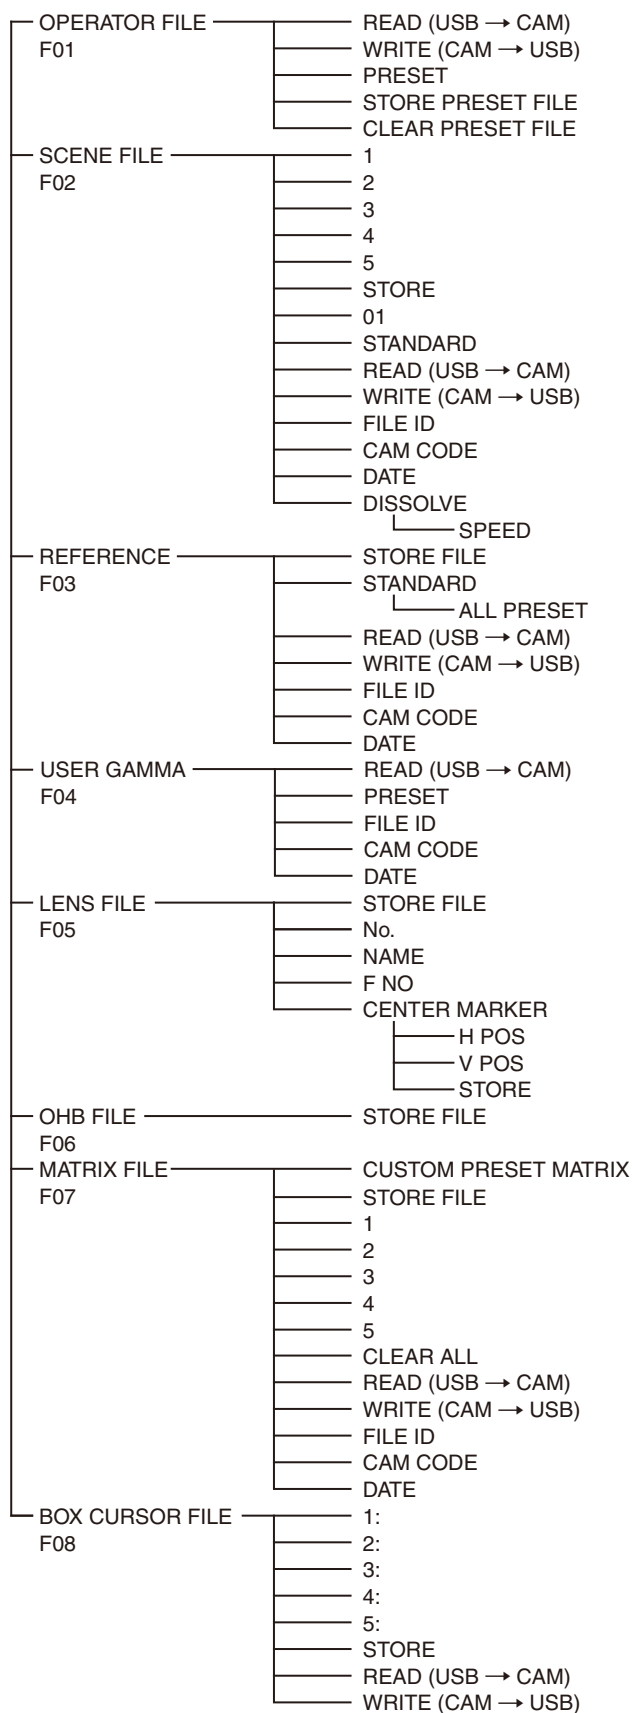 OPERATOR FILE
F01
READ (USB → CAM)
WRITE (CAM → USB)
PRESET
STORE PRESET FILE
CLEAR PRESET FILE
SCENE FILE
F02
1
2
3
4
5
STORE
01
STANDARD
READ (USB → CAM)
WRITE (CAM → USB)
FILE ID
CAM CODE
DATE
DISSOLVE
SPEED
REFERENCE
F03
STORE FILE
STANDARD
ALL PRESET
READ (USB → CAM)
WRITE (CAM → USB)
FILE ID
CAM CODE
DATE
USER GAMMA
F04
READ (USB → CAM)
PRESET
FILE ID
CAM CODE
DATE
LENS FILE
F05
STORE FILE
No.
NAME
F NO
CENTER MARKER
H POS
V POS
STORE
OHB FILE
F06
STORE FILE
MATRIX FILE
F07
CUSTOM PRESET MATRIX
STORE FILE
1
2
3
4
5
CLEAR ALL
READ (USB → CAM)
WRITE (CAM → USB)
FILE ID
CAM CODE
DATE
BOX CURSOR FILE
F08
1:
2:
3:
4:
5:
STORE
READ (USB → CAM)
WRITE (CAM → USB)